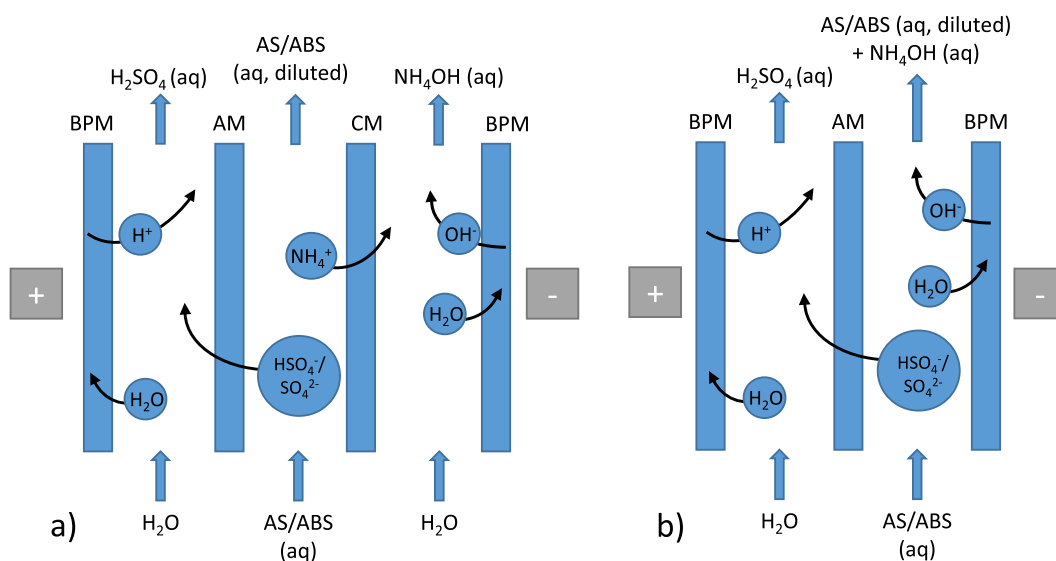 AS/ABS
(aq, diluted)
H₂SO₄ (aq)
NH₄OH (aq)
BPM
AM
CM
BPM
H⁺
OH⁻
NH₄⁺
+
-
H₂O
HSO₄⁻/
SO₄²⁻
H₂O
a)
H₂O
AS/ABS
(aq)
H₂O
AS/ABS (aq, diluted)
+ NH₄OH (aq)
H₂SO₄ (aq)
BPM
AM
BPM
OH⁻
H⁺
H₂O
+
-
HSO₄⁻/
SO₄²⁻
H₂O
b)
H₂O
AS/ABS
(aq)